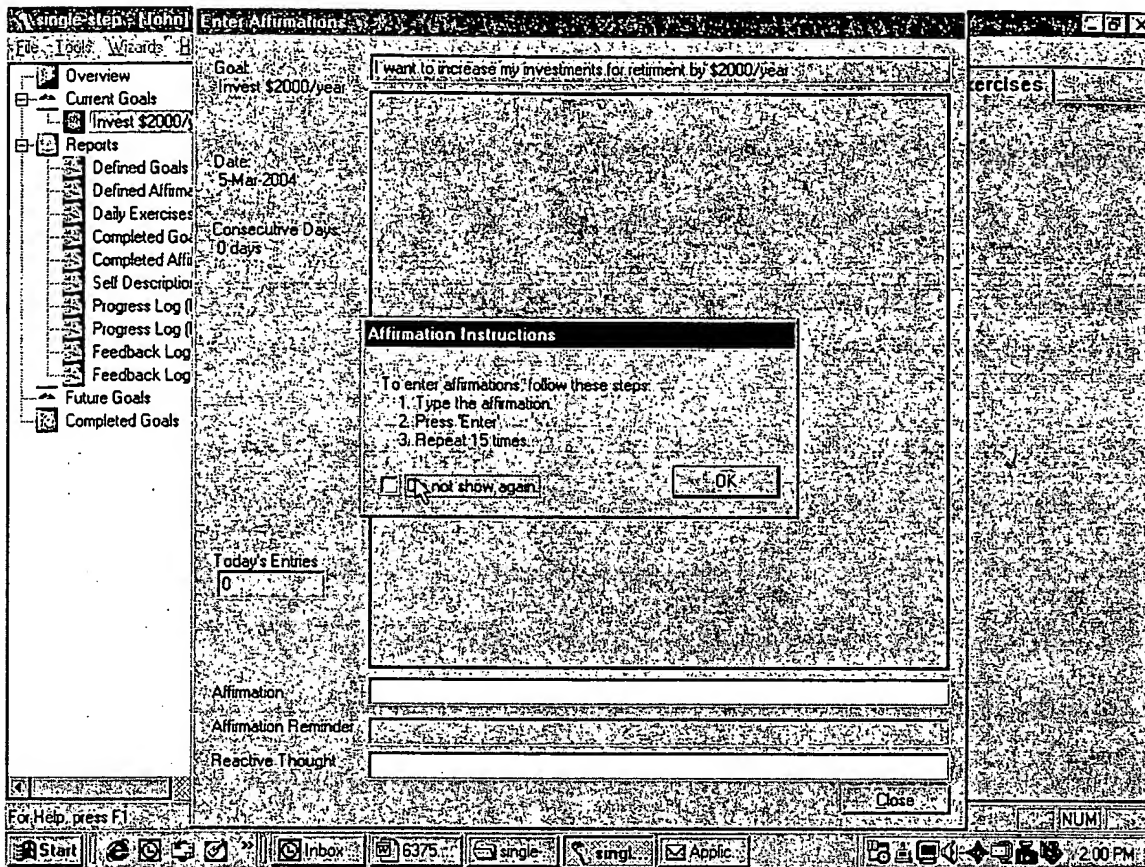 single-step - [John]
File Tools Wizards H
Overview
Current Goals
Invest $2000/y
Reports
Defined Goals
Defined Affirma
Daily Exercises
Completed Go
Completed Affi
Self Description
Progress Log (
Progress Log (
Feedback Log
Feedback Log
Future Goals
Completed Goals
For Help, press F1
Enter Affirmations
Goal:
Invest $2000/year
I want to increase my investments for retirment by $2000/year
Date:
5-Mar-2004
Consecutive Days:
0 days
Affirmation Instructions
To enter affirmations, follow these steps:
1. Type the affirmation
2. Press "Enter"
3. Repeat 15 times
not show again
OK
Today's Entries
0
Affirmation
Affirmation Reminder
Reactive Thought
Close
xercises
NUM
Start
Inbox
6375
single
singl
Applic
2:00 PM